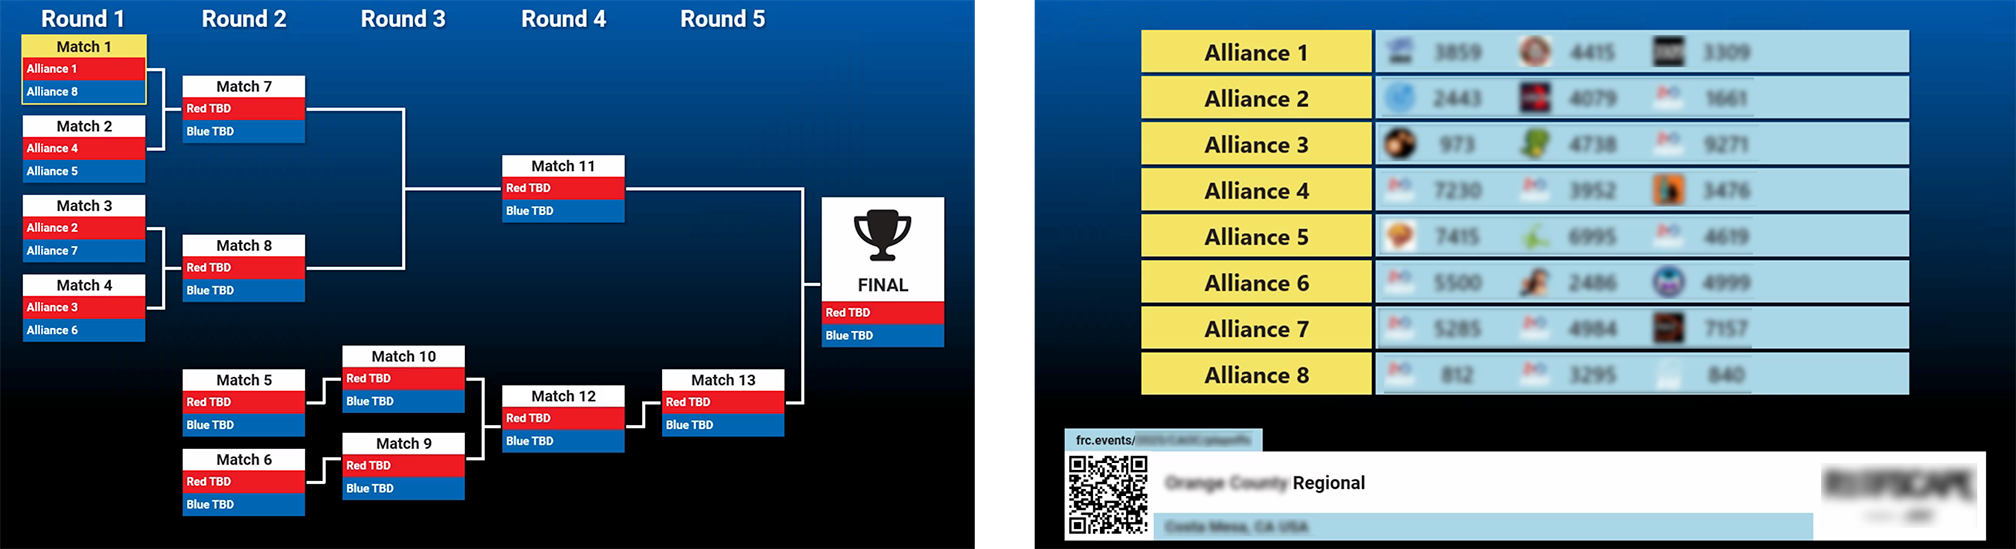 Round 1
Round 2
Round 3
Round 4
Round 5
Match 1
Alliance 1
Alliance 8
Match 2
Alliance 4
Alliance 5
Match 3
Alliance 2
Alliance 7
Match 4
Alliance 3
Alliance 6
Match 7
Red TBD
Blue TBD
Match 8
Red TBD
Blue TBD
Match 5
Red TBD
Blue TBD
Match 6
Red TBD
Blue TBD
Match 10
Red TBD
Blue TBD
Match 9
Red TBD
Blue TBD
Match 11
Red TBD
Blue TBD
Match 12
Red TBD
Blue TBD
Match 13
Red TBD
Blue TBD
FINAL
Red TBD
Blue TBD
Alliance 1 3859 4415 3309
Alliance 2 2443 4079 1661
Alliance 3 973 4738 9271
Alliance 4 7230 3952 3476
Alliance 5 7415 6995 4619
Alliance 6 5500 2486 4999
Alliance 7 5285 4984 7157
Alliance 8 812 3295 840
frc.events/
Orange County Regional
Costa Mesa, CA USA